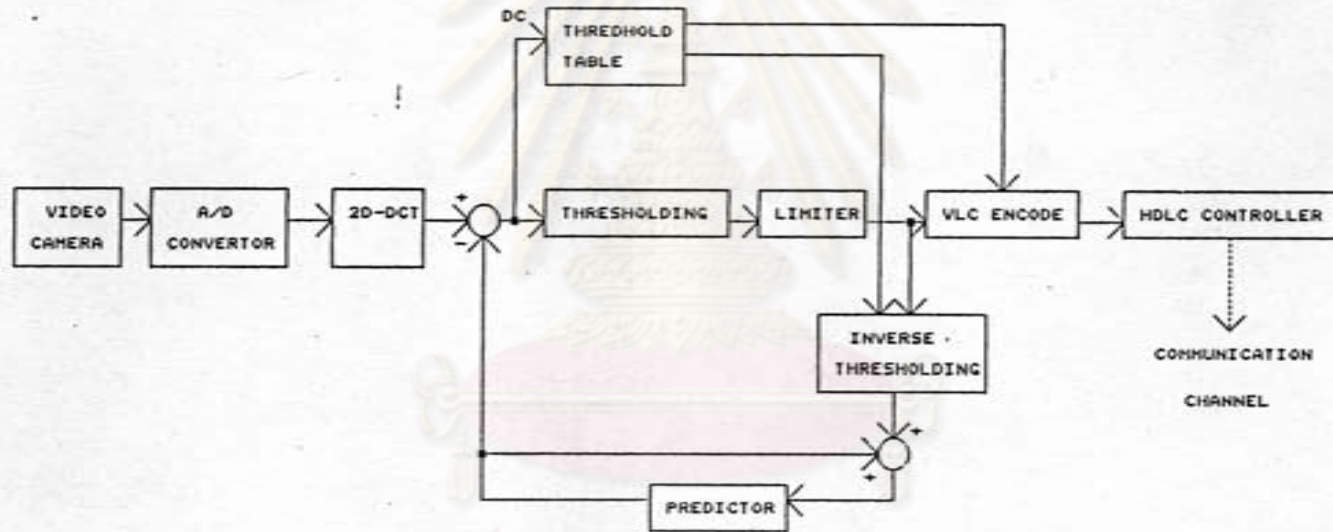 DC
THREDHOLD
TABLE
VIDEO
CAMERA
A/D
CONVERTOR
2D-DCT
+
-
THRESHOLDING
LIMITER
VLC ENCODE
HDLC CONTROLLER
INVERSE
THRESHOLDING
COMMUNICATION
CHANNEL
+
+
PREDICTOR